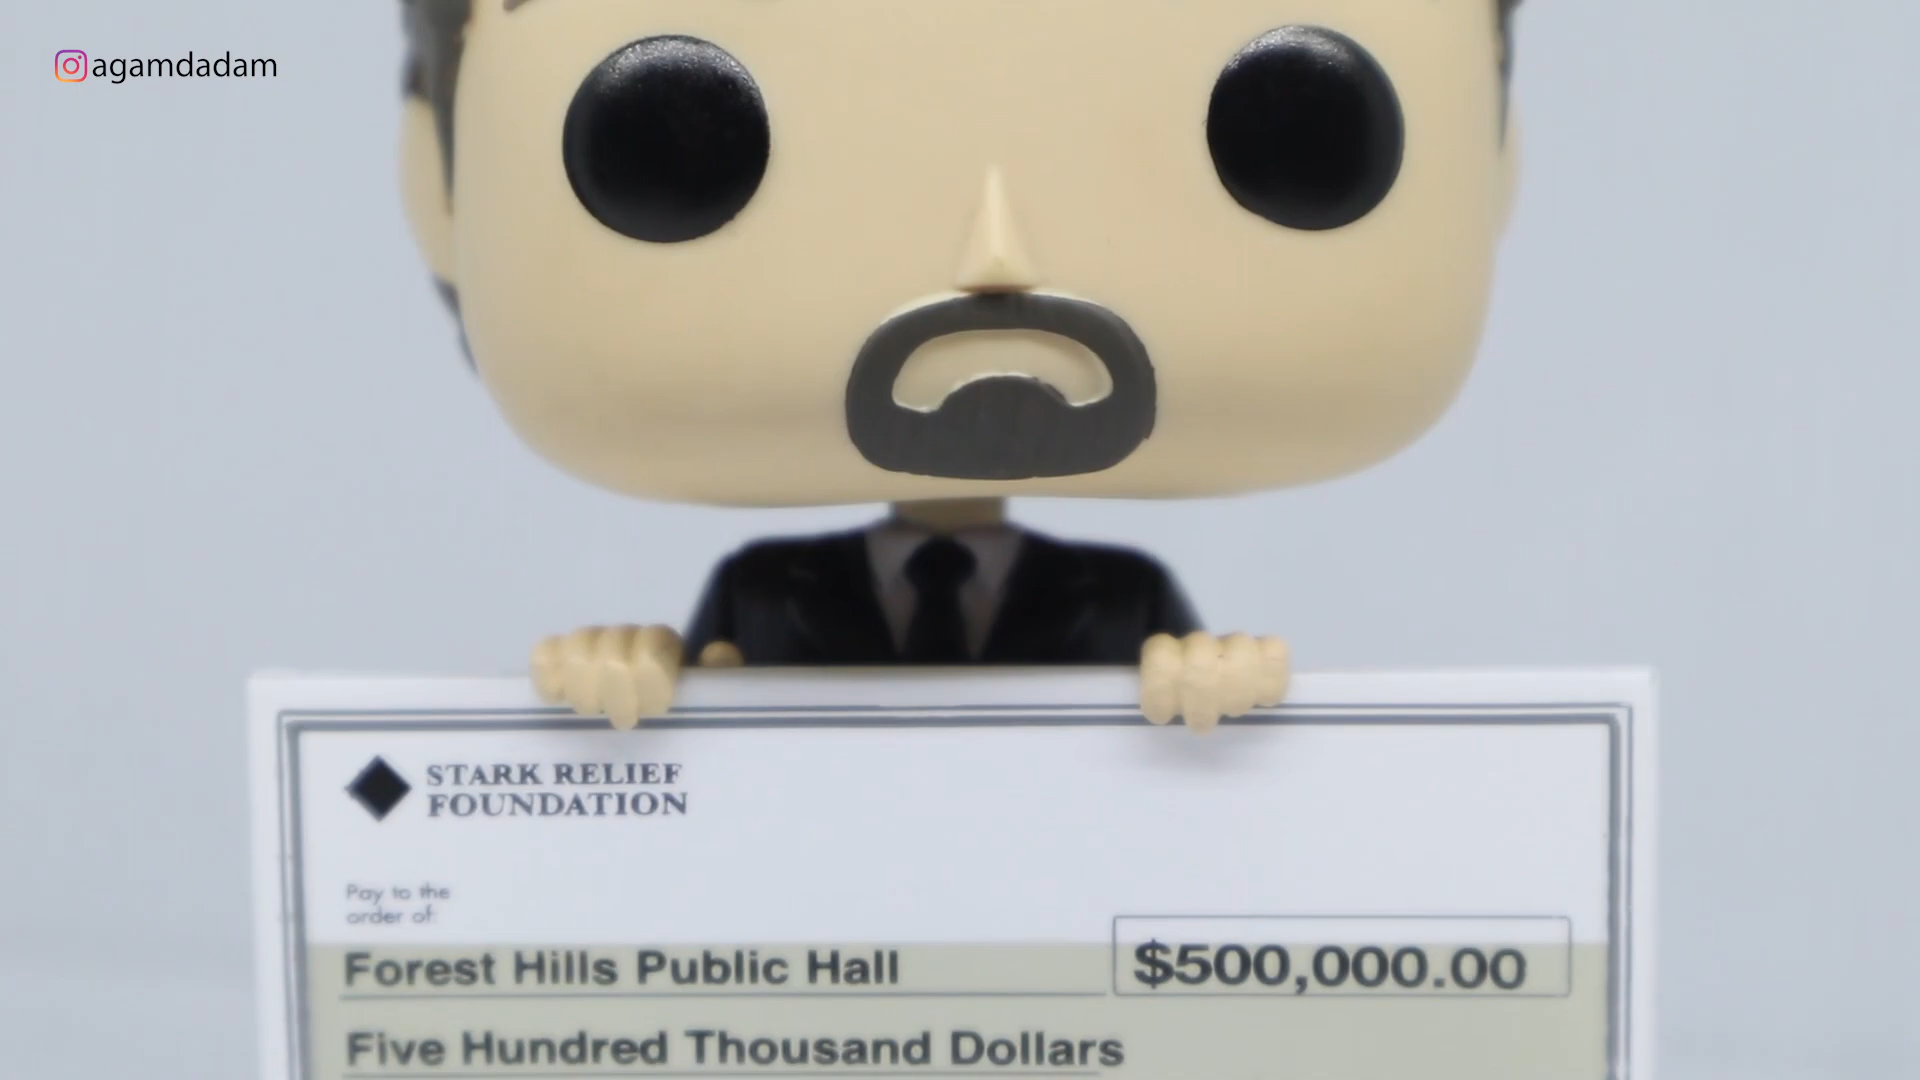 agamdadam
STARK RELIEF
FOUNDATION
Pay to the
order of:
Forest Hills Public Hall
$500,000.00
Five Hundred Thousand Dollars